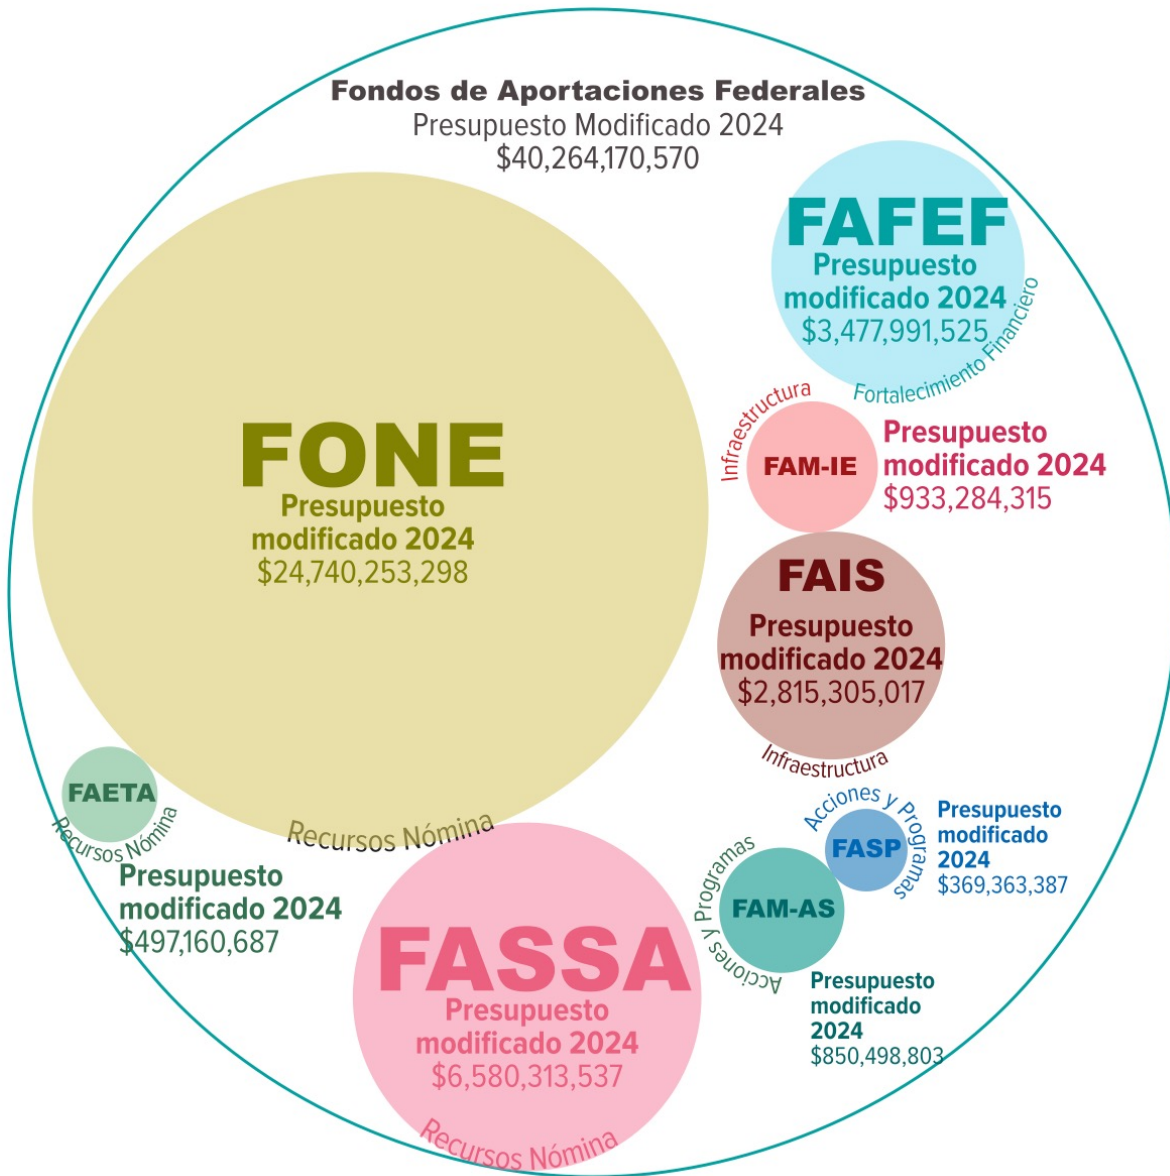 Fondos de Aportaciones Federales
Presupuesto Modificado 2024
$40,264,170,570
FAFEF
Presupuesto
modificado 2024
$3,477,991,525
Fortalecimiento Financiero
FONE
Presupuesto
modificado 2024
$24,740,253,298
Recursos Nómina
Infraestructura
FAM-IE
Presupuesto
modificado 2024
$933,284,315
FAIS
Presupuesto
modificado 2024
$2,815,305,017
Infraestructura
FAETA
Recursos Nómina
Presupuesto
modificado 2024
$497,160,687
Acciones y Programas
FASP
Presupuesto
modificado
2024
$369,363,387
Acciones y Programas
FAM-AS
Presupuesto
modificado
2024
$850,498,803
FASSA
Presupuesto
modificado 2024
$6,580,313,537
Recursos Nómina